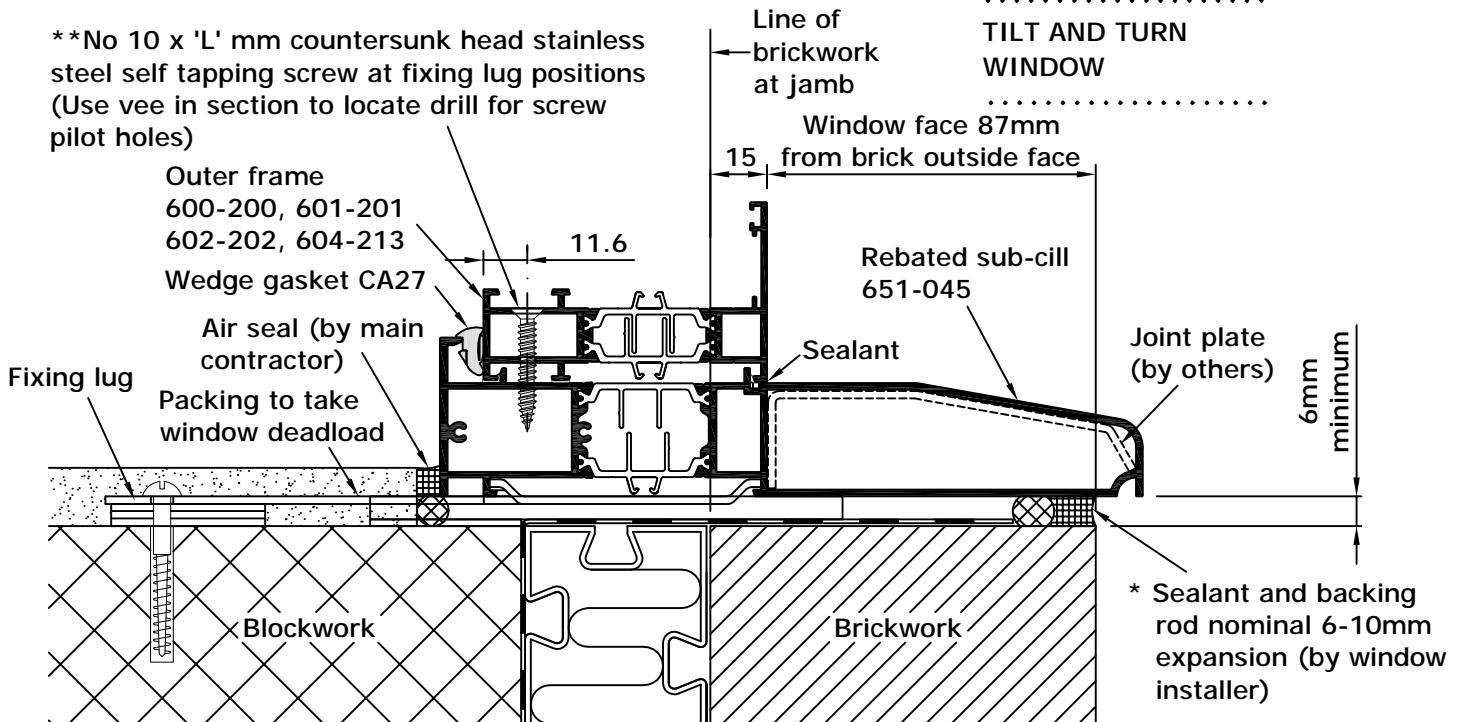 **No 10 x 'L' mm countersunk head stainless
steel self tapping screw at fixing lug positions
(Use vee in section to locate drill for screw
pilot holes)
Line of
brickwork
at jamb
TILT AND TURN
WINDOW
Window face 87mm
from brick outside face
15
Outer frame
600-200, 601-201
602-202, 604-213
11.6
Wedge gasket CA27
Rebated sub-cill
651-045
Air seal (by main
contractor)
Sealant
Joint plate
(by others)
Fixing lug
Packing to take
window deadload
6mm
minimum
Blockwork
Brickwork
* Sealant and backing
rod nominal 6-10mm
expansion (by window
installer)